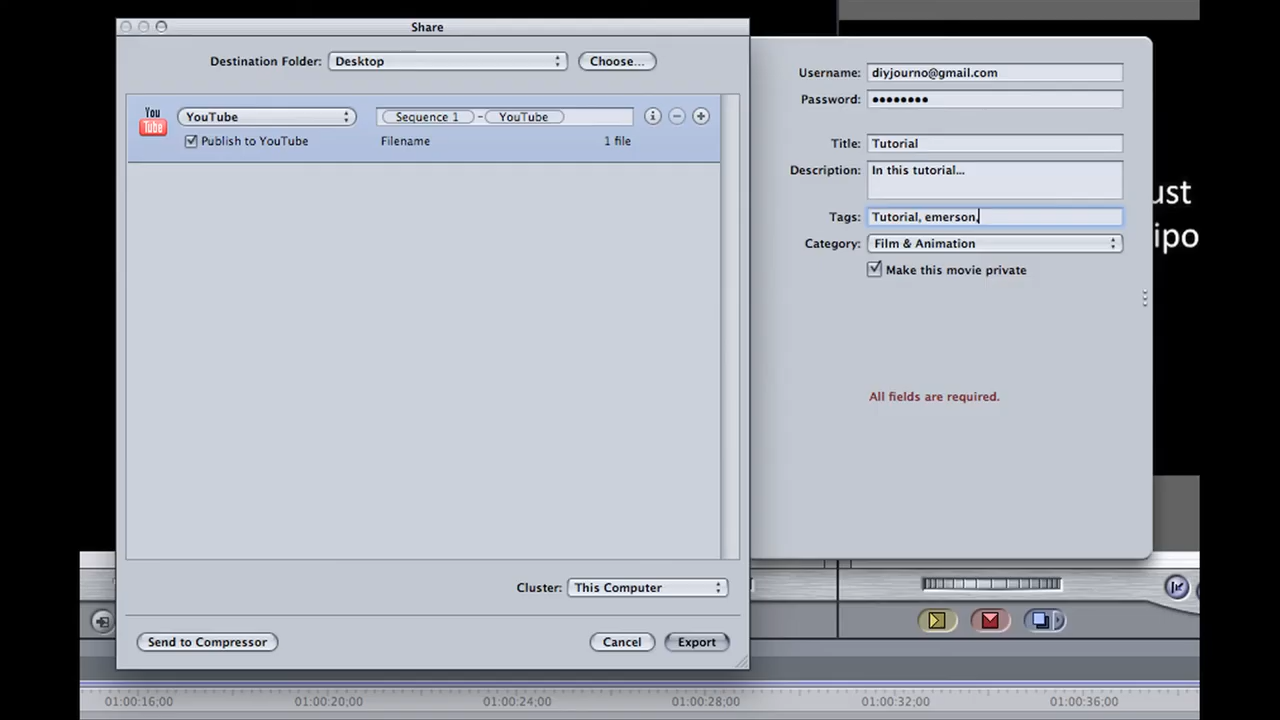 Share
Destination Folder: Desktop Choose...
You
Tube
YouTube
Sequence 1 - YouTube
Publish to YouTube
Filename
1 file
Username: diyjourno@gmail.com
Password: ••••••••
Title: Tutorial
Description: In this tutorial...
Tags: Tutorial, emerson,
Category: Film & Animation
Make this movie private
All fields are required.
ust
ipo
Cluster: This Computer
Send to Compressor
Cancel
Export
01:00:16;00
01:00:20;00
01:00:24;00
01:00:28;00
01:00:32;00
01:00:36;00